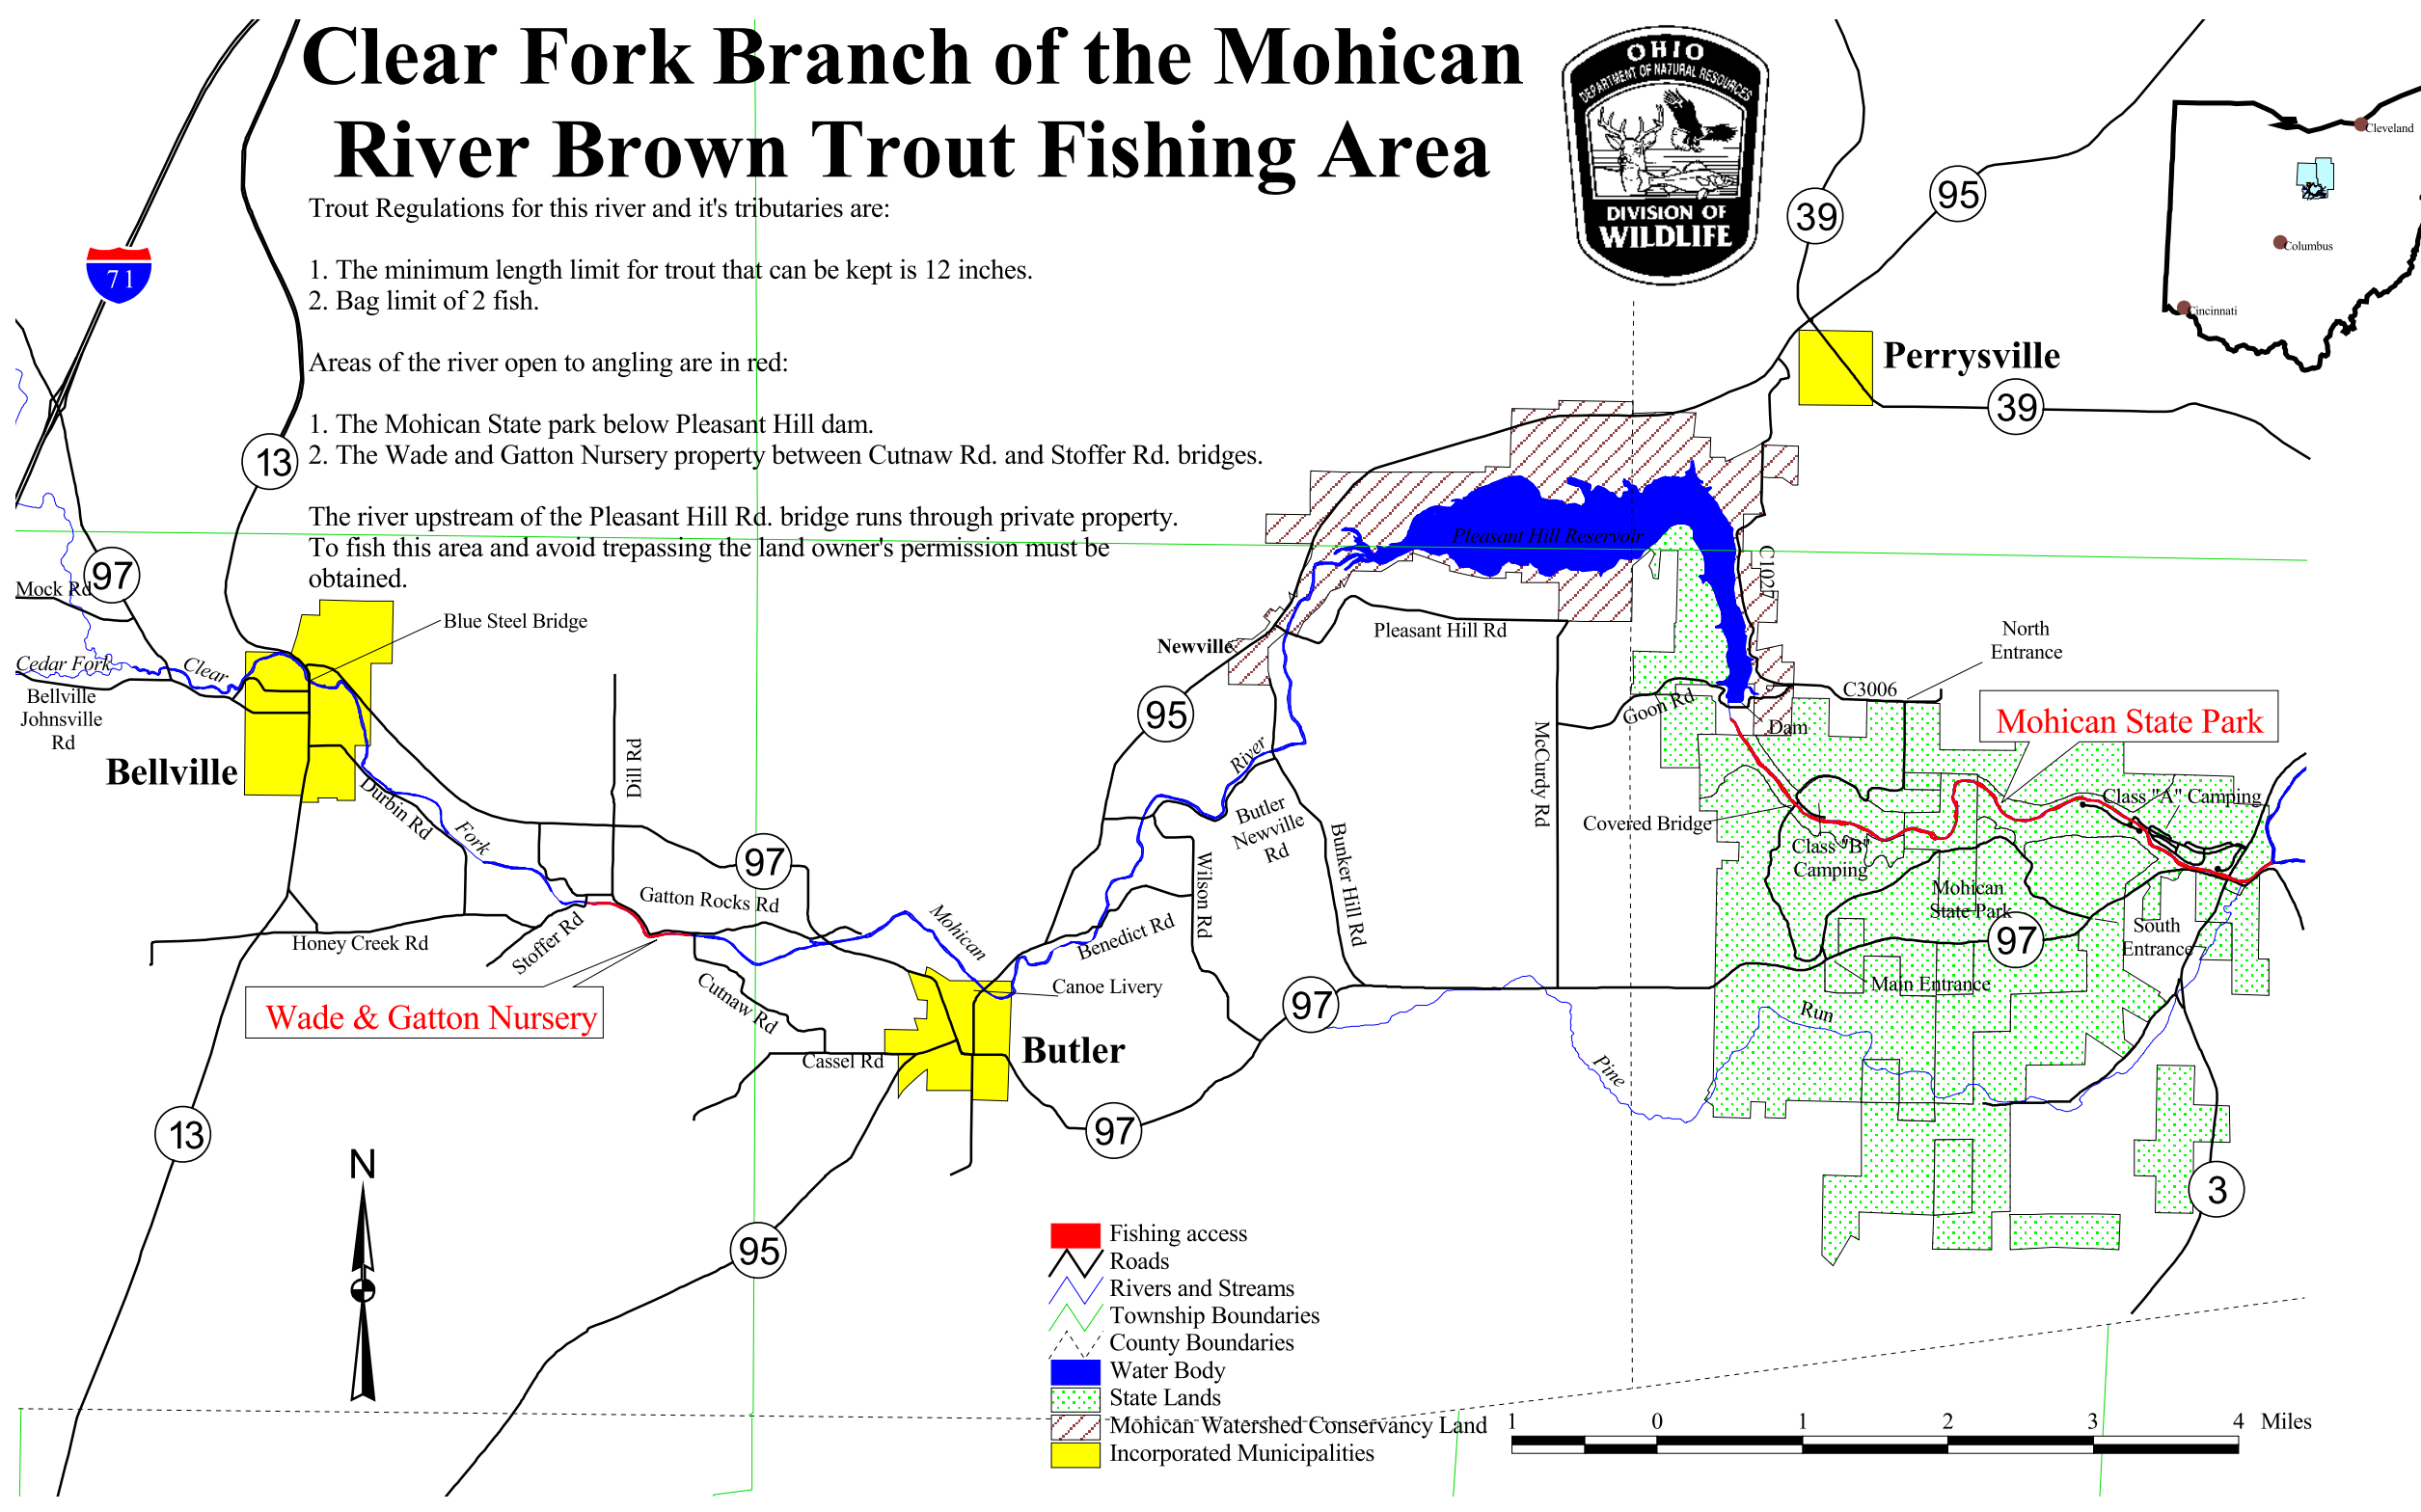 Clear Fork Branch of the Mohican
River Brown Trout Fishing Area
Trout Regulations for this river and it's tributaries are:
1. The minimum length limit for trout that can be kept is 12 inches.
2. Bag limit of 2 fish.
Areas of the river open to angling are in red:
1. The Mohican State park below Pleasant Hill dam.
2. The Wade and Gatton Nursery property between Cutnaw Rd. and Stoffer Rd. bridges.
The river upstream of the Pleasant Hill Rd. bridge runs through private property.
To fish this area and avoid trepassing the land owner's permission must be
obtained.
OHIO
DEPARTMENT OF NATURAL RESOURCES
DIVISION OF
WILDLIFE
Cleveland
Columbus
Cincinnati
71
13
97
39
95
Perrysville
39
Mock Rd
Blue Steel Bridge
Cedar Fork
Clear
Bellville
Johnsville
Rd
Bellville
Durbin Rd
Fork
Dill Rd
97
Gatton Rocks Rd
Honey Creek Rd
Stoffer Rd
Wade & Gatton Nursery
Cutnaw Rd
Cassel Rd
Mohican
Canoe Livery
Butler
Benedict Rd
Wilson Rd
Butler
Newville
Rd
Bunker Hill Rd
River
95
Newville
Pleasant Hill Rd
Pleasant Hill Reservoir
C1027
McCurdy Rd
Goon Rd
Dam
C3006
North
Entrance
Mohican State Park
Covered Bridge
Class "A" Camping
Class "B"
Camping
Mohican
State Park
South
Entrance
97
Main Entrance
Run
Pine
97
97
13
95
3
N
Fishing access
Roads
Rivers and Streams
Township Boundaries
County Boundaries
Water Body
State Lands
Mohican Watershed Conservancy Land
Incorporated Municipalities
1 0 1 2 3 4 Miles